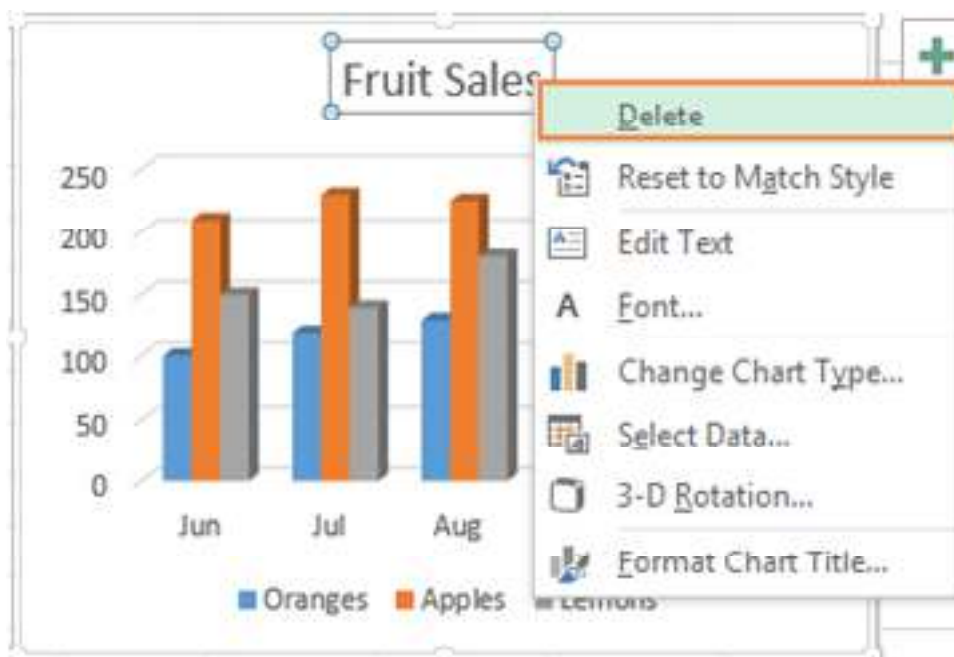 Fruit Sales
Delete
Reset to Match Style
Edit Text
A Font...
Change Chart Type...
Select Data...
3-D Rotation...
Format Chart Title...
250
200
150
100
50
0
Jun Jul Aug
Oranges Apples Lemons